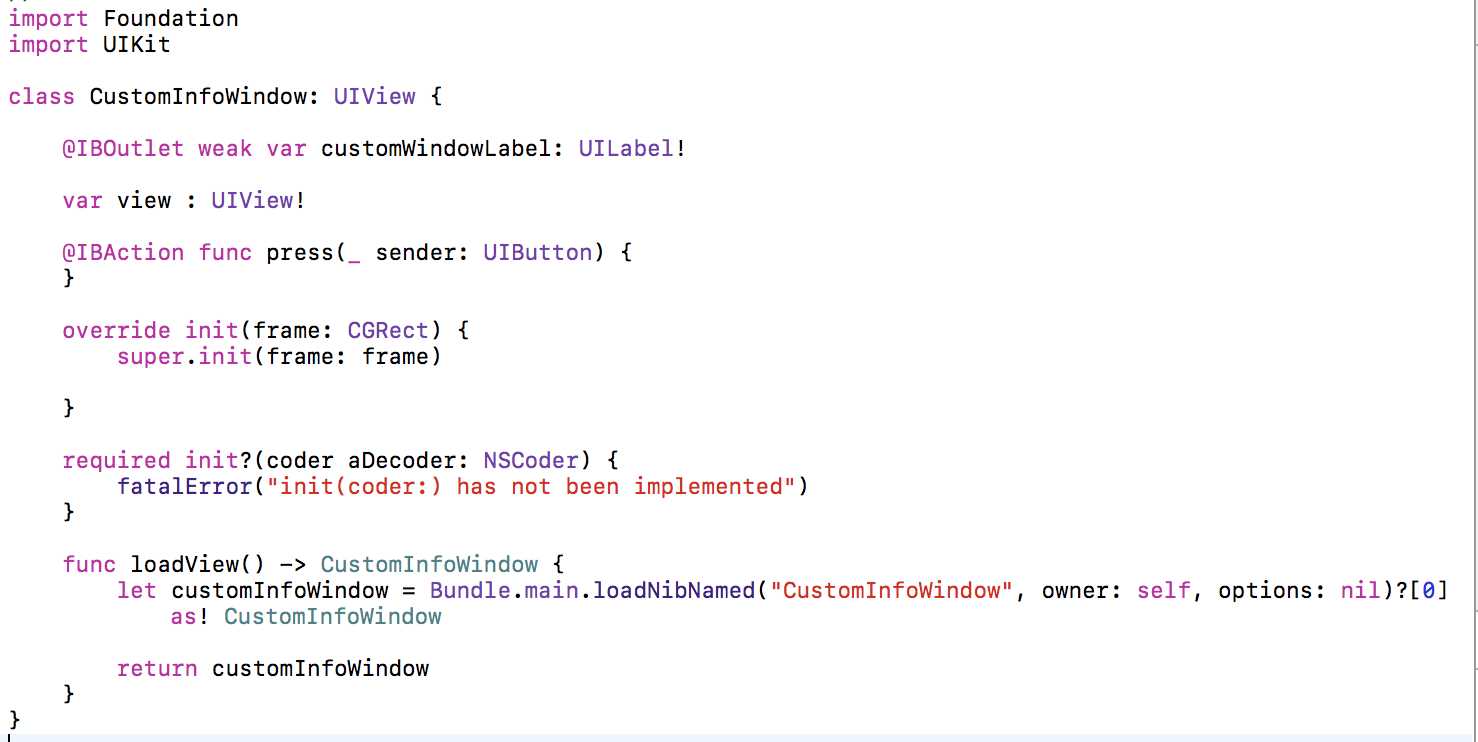 import Foundation
import UIKit
class CustomInfoWindow: UIView {
@IBOutlet weak var customWindowLabel: UILabel!
var view : UIView!
@IBAction func press(_ sender: UIButton) {
}
override init(frame: CGRect) {
super.init(frame: frame)
}
required init?(coder aDecoder: NSCoder) {
fatalError("init(coder:) has not been implemented")
}
func loadView() -> CustomInfoWindow {
let customInfoWindow = Bundle.main.loadNibNamed("CustomInfoWindow", owner: self, options: nil)?[0]
as! CustomInfoWindow
return customInfoWindow
}
}